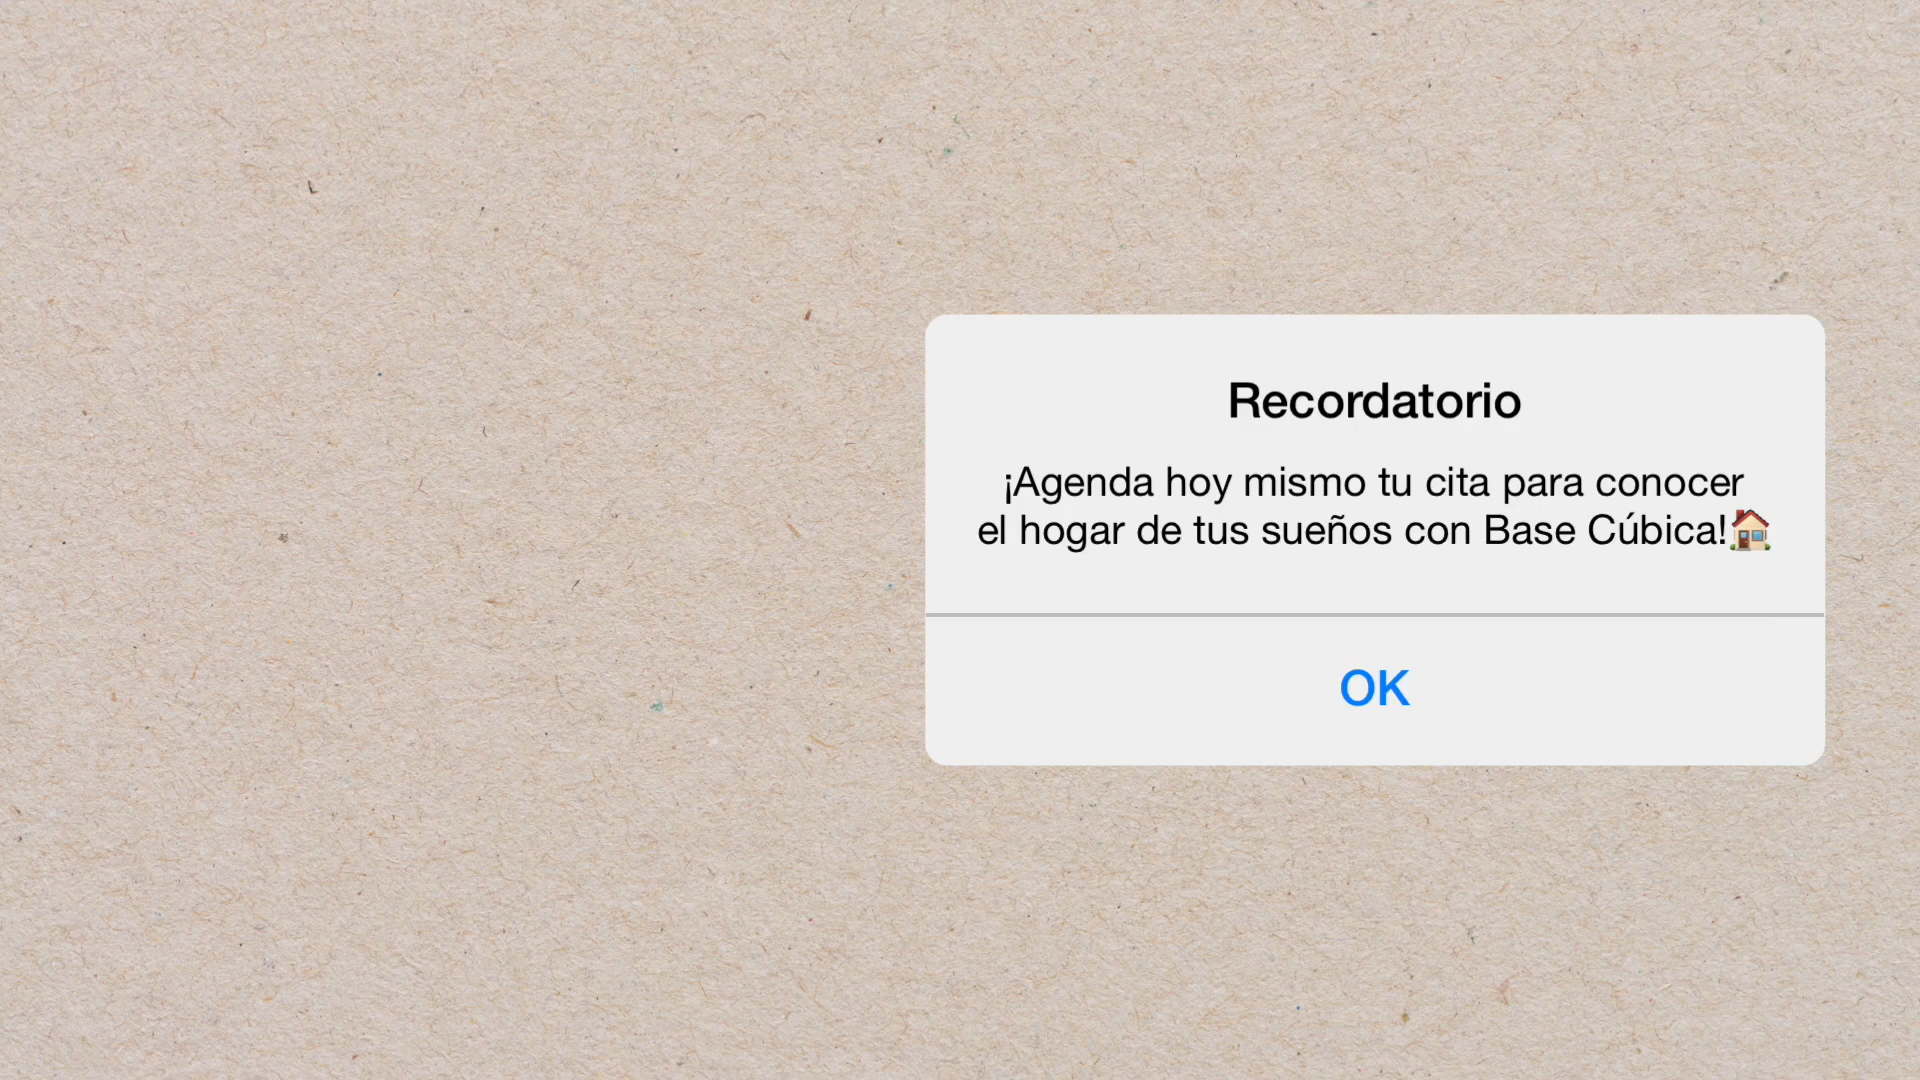 Recordatorio
¡Agenda hoy mismo tu cita para conocer
el hogar de tus sueños con Base Cúbica!🏠
OK